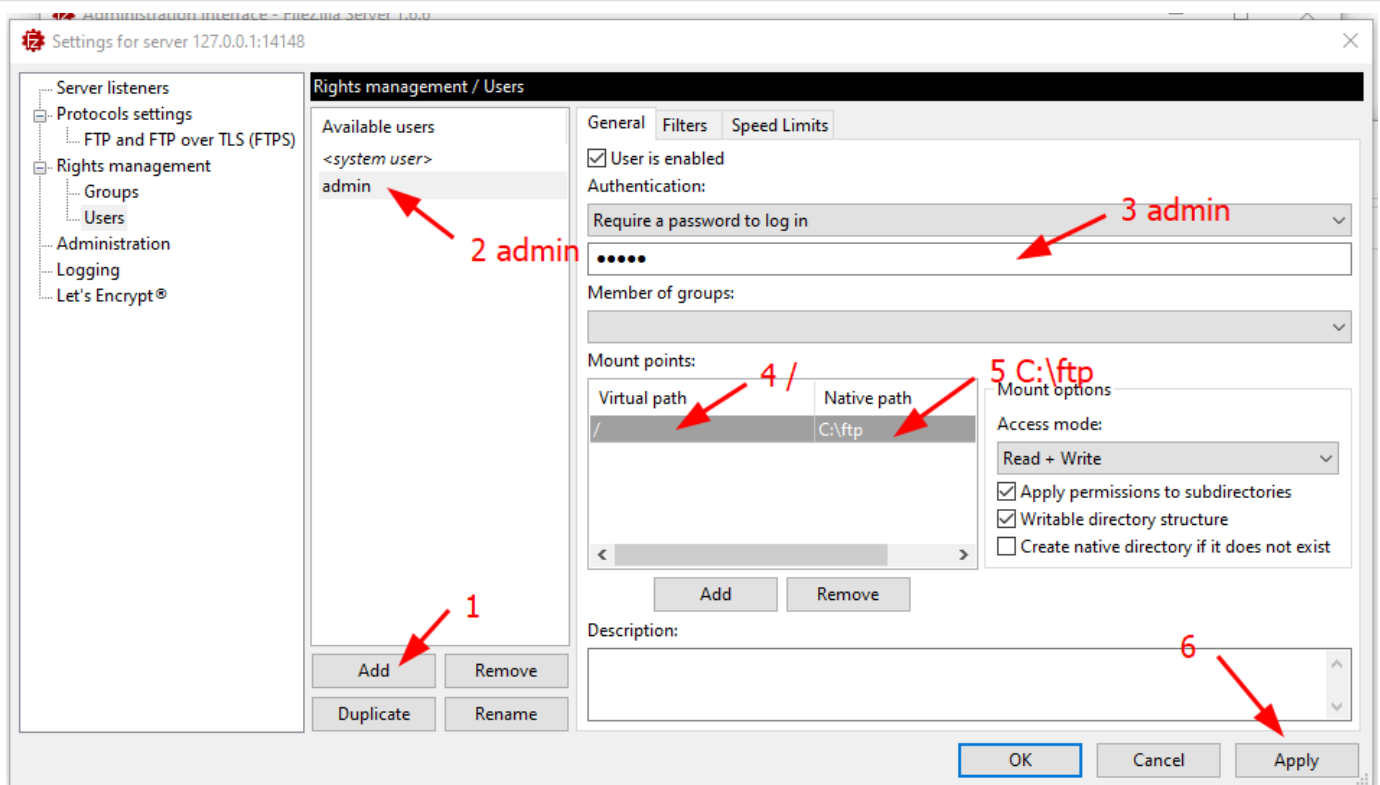 Administration Interface - FileZilla Server 1.6.6
Settings for server 127.0.0.1:14148
Server listeners
Protocols settings
FTP and FTP over TLS (FTPS)
Rights management
Groups
Users
Administration
Logging
Let's Encrypt®
Rights management / Users
Available users
<system user>
admin
2 admin
1
Add
Remove
Duplicate
Rename
General
Filters
Speed Limits
User is enabled
Authentication:
Require a password to log in
3 admin
•••••
Member of groups:
Mount points:
4 /
5 C:\ftp
Virtual path
Native path
/
C:\ftp
Mount options
Access mode:
Read + Write
Apply permissions to subdirectories
Writable directory structure
Create native directory if it does not exist
Add
Remove
Description:
6
OK
Cancel
Apply